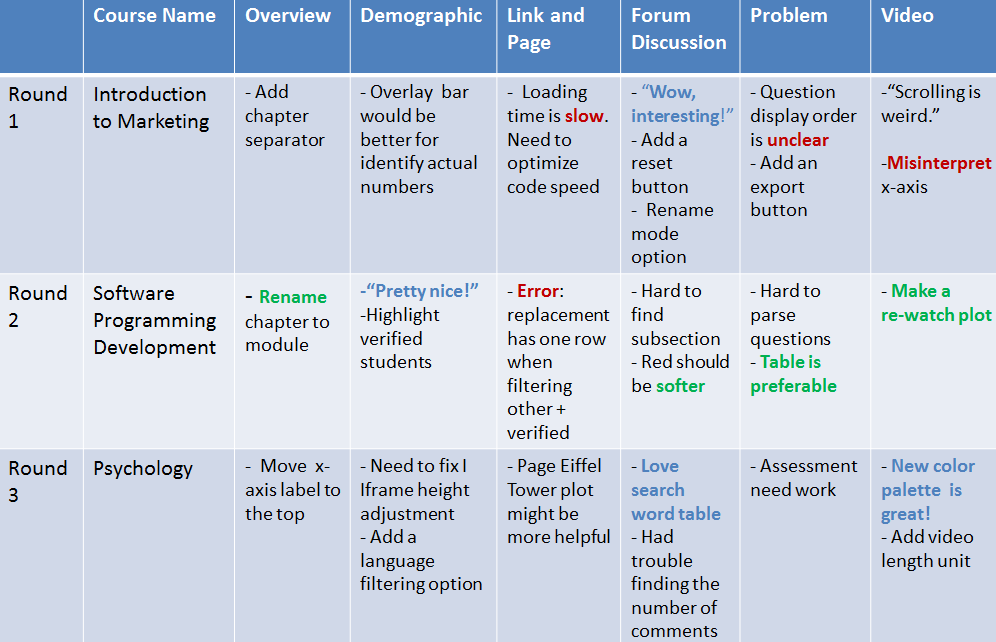 Course Name
Overview
Demographic
Link and
Page
Forum
Discussion
Problem
Video
Round
1
Introduction
to Marketing
- Add
chapter
separator
- Overlay bar
would be
better for
identify actual
numbers
- Loading
time is slow.
Need to
optimize
code speed
- “Wow,
interesting!”
- Add a
reset
button
- Rename
mode
option
- Question
display order
is unclear
- Add an
export
button
-“Scrolling is
weird.”
-Misinterpret
x-axis
Round
2
Software
Programming
Development
- Rename
chapter to
module
-“Pretty nice!”
-Highlight
verified
students
- Error:
replacement
has one row
when
filtering
other +
verified
- Hard to
find
subsection
- Red should
be softer
- Hard to
parse
questions
- Table is
preferable
- Make a
re-watch plot
Round
3
Psychology
- Move x-
axis label to
the top
- Need to fix I
Iframe height
adjustment
- Add a
language
filtering option
- Page Eiffel
Tower plot
might be
more helpful
- Love
search
word table
- Had
trouble
finding the
number of
comments
- Assessment
need work
- New color
palette is
great!
- Add video
length unit